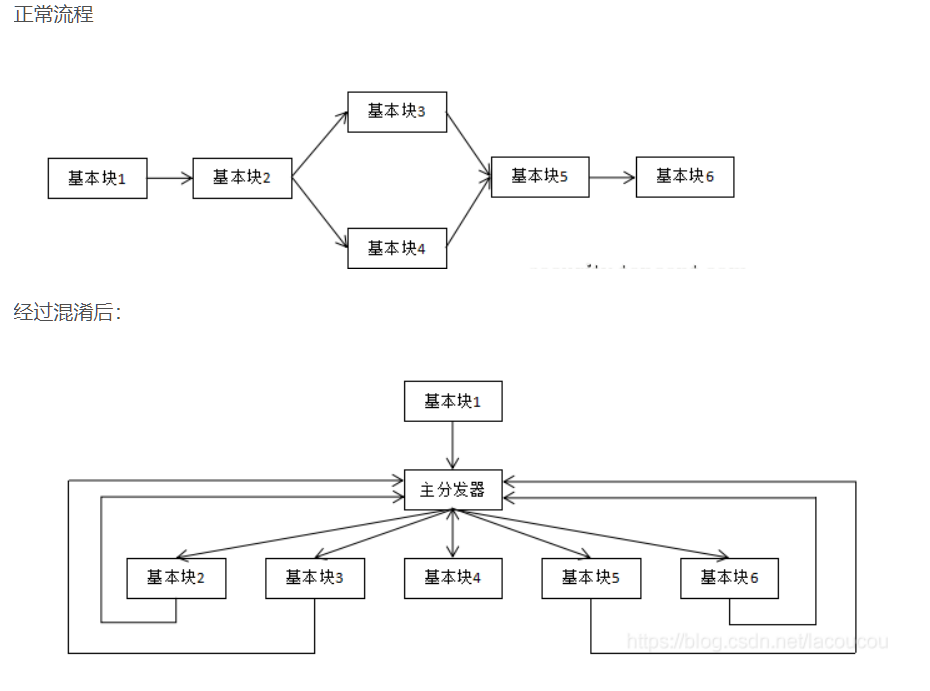 正常流程
基本块3
基本块1
基本块2
基本块5
基本块6
基本块4
经过混淆后：
基本块1
主分发器
基本块2
基本块3
基本块4
基本块5
基本块6
https://blog.csdn.net/lacoucou